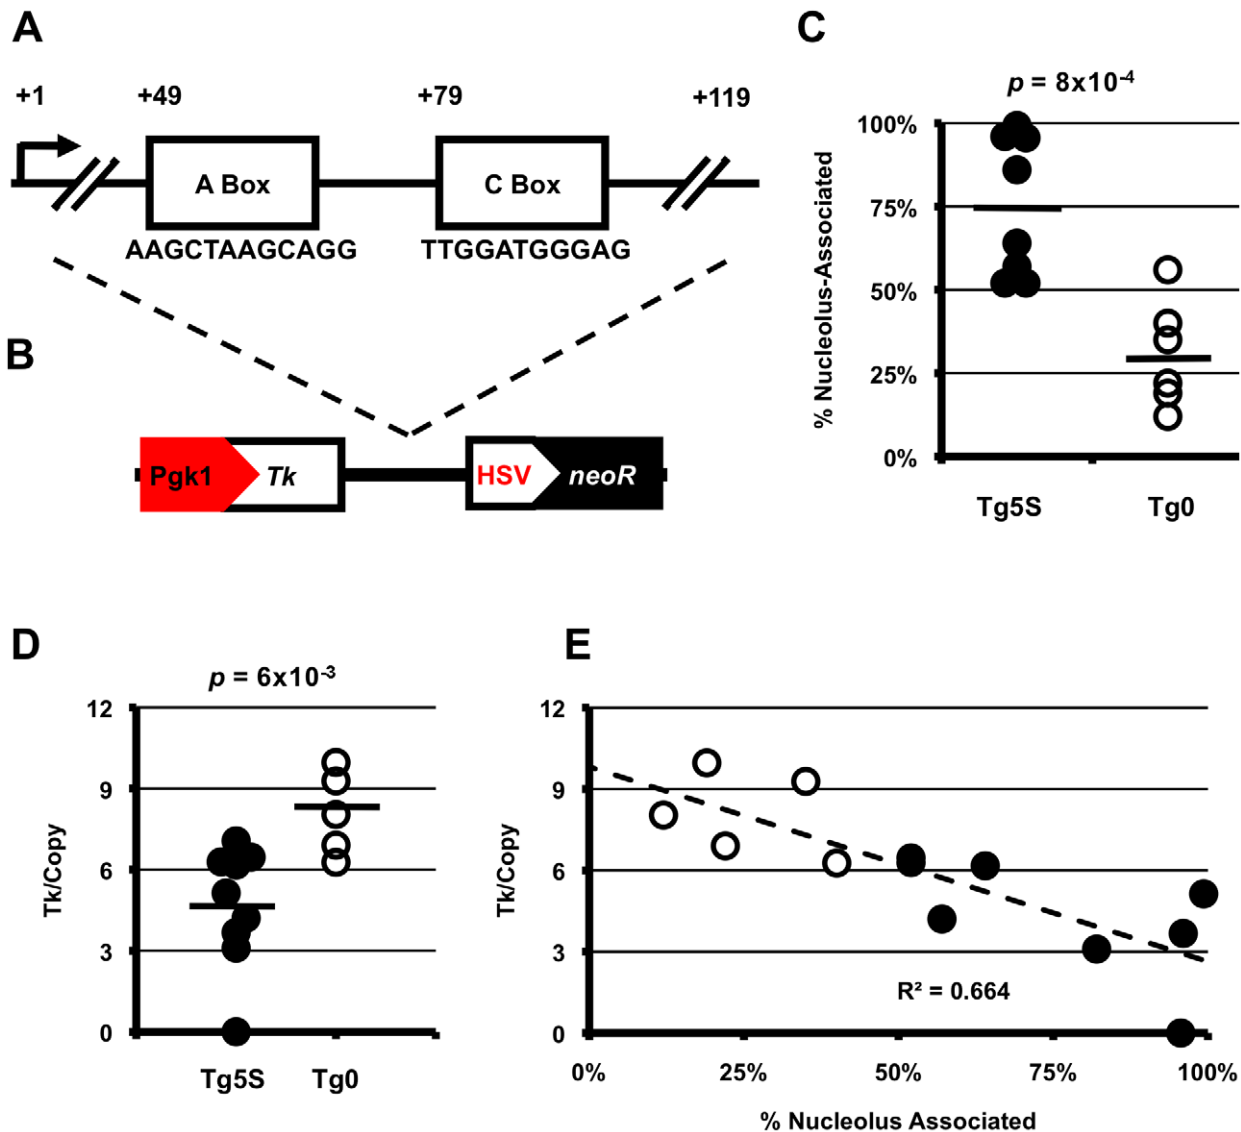 A
+1 +49 +79 +119
A Box C Box
AAGCTAAGCAGG TTGGATGGGAG
B
Pgk1 Tk HSV neoR
C
p = 8x10⁻⁴
% Nucleolus-Associated
100%
75%
50%
25%
0%
Tg5S Tg0
D
p = 6x10⁻³
Tk/Copy
12
9
6
3
0
Tg5S Tg0
E
Tk/Copy
12
9
6
3
0
R² = 0.664
0% 25% 50% 75% 100%
% Nucleolus Associated